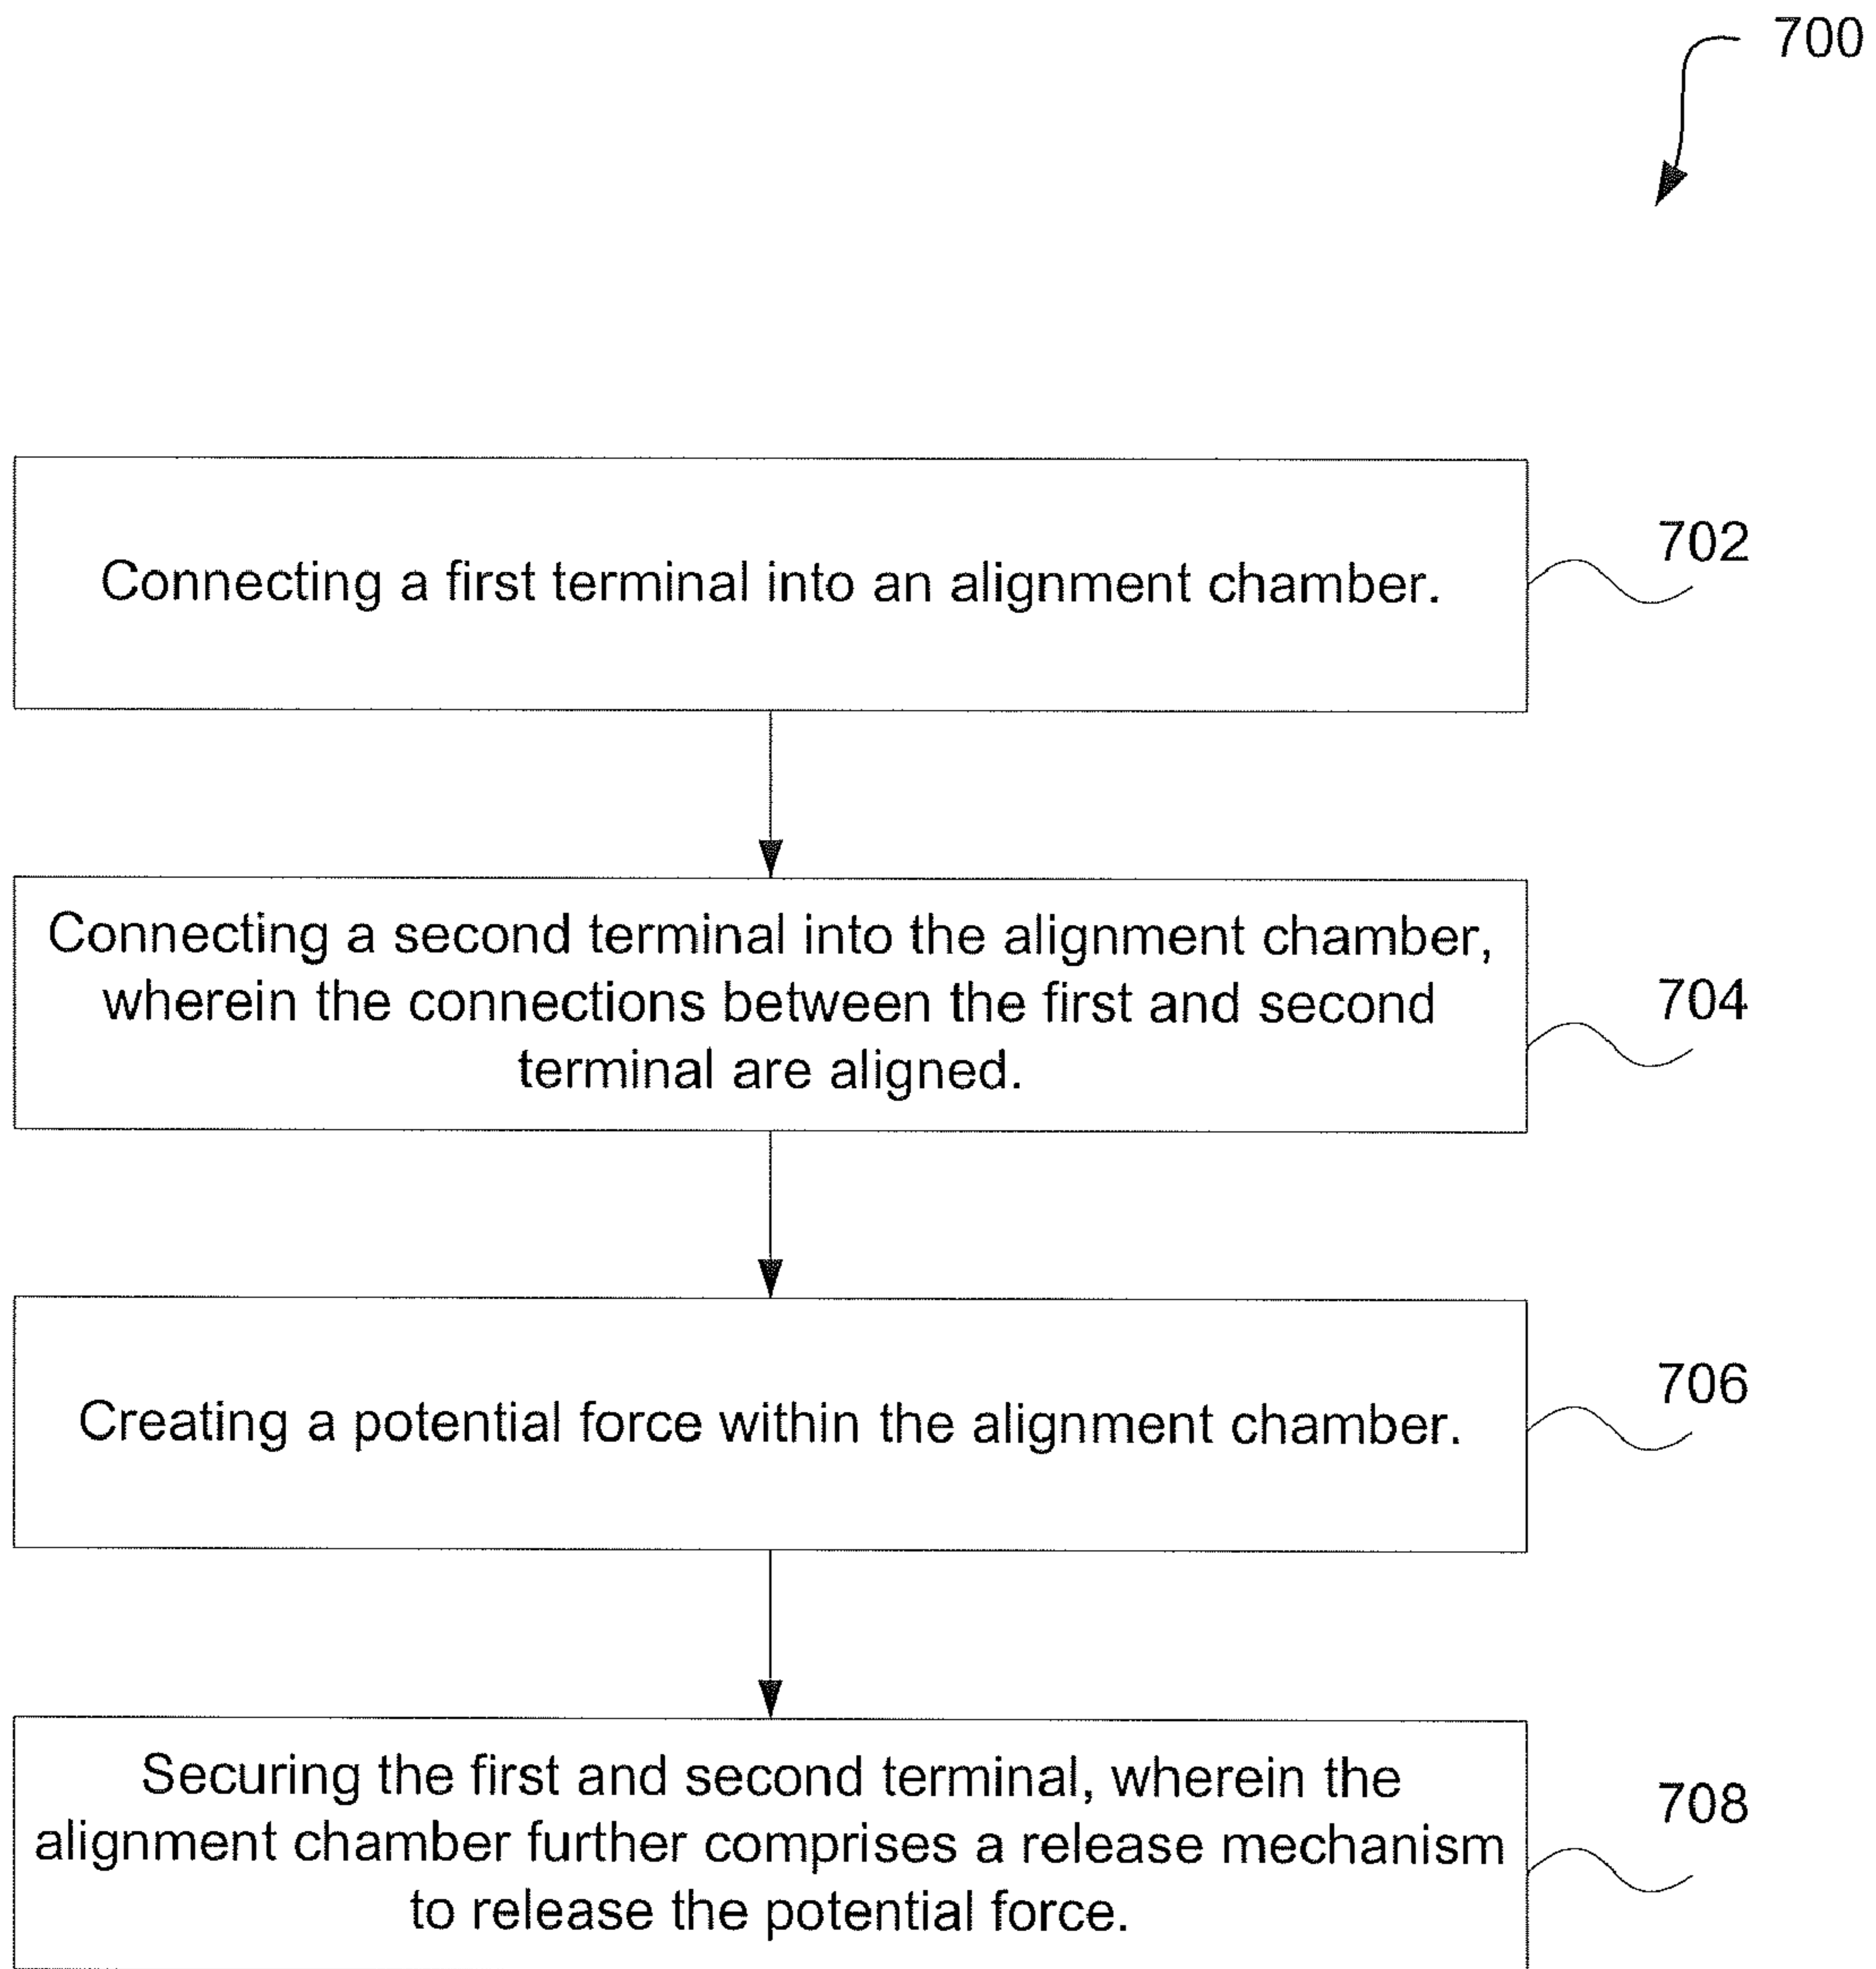 700
Connecting a first terminal into an alignment chamber.
702
Connecting a second terminal into the alignment chamber,
wherein the connections between the first and second
terminal are aligned.
704
Creating a potential force within the alignment chamber.
706
Securing the first and second terminal, wherein the
alignment chamber further comprises a release mechanism
to release the potential force.
708